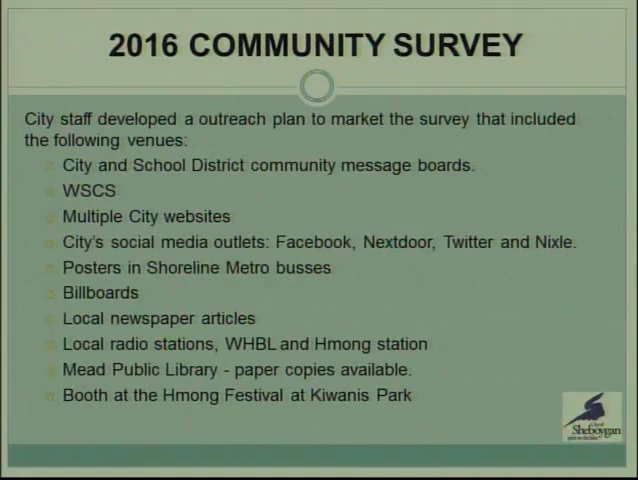 2016 COMMUNITY SURVEY
City staff developed a outreach plan to market the survey that included
the following venues:
City and School District community message boards.
WSCS
Multiple City websites
City's social media outlets: Facebook, Nextdoor, Twitter and Nixle.
Posters in Shoreline Metro busses
Billboards
Local newspaper articles
Local radio stations, WHBL and Hmong station
Mead Public Library - paper copies available.
Booth at the Hmong Festival at Kiwanis Park
City of
Sheboygan